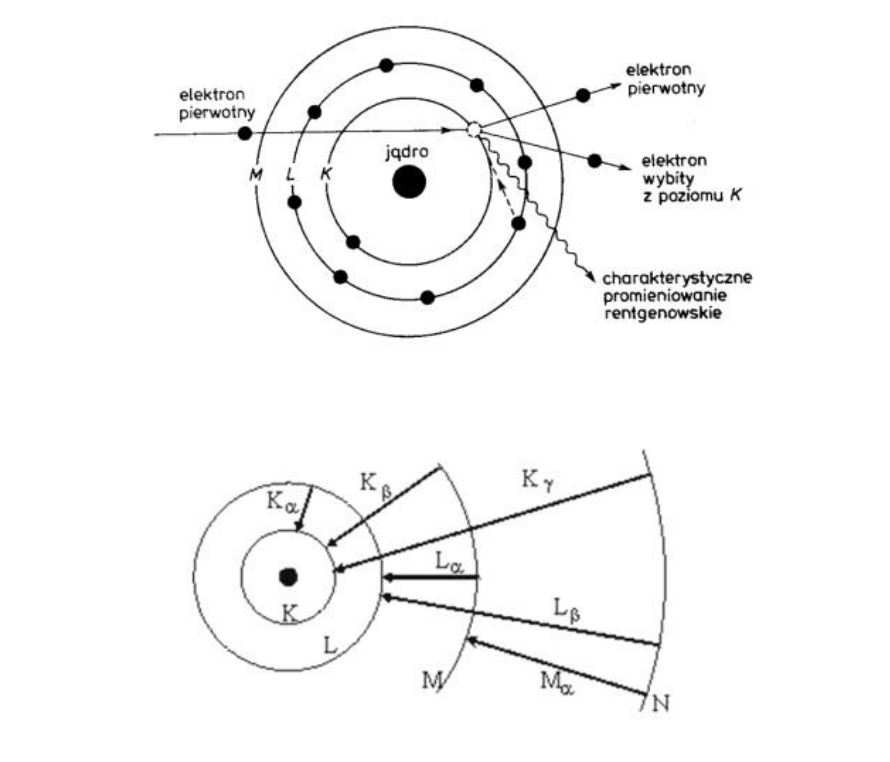 elektron
pierwotny
elektron
pierwotny
jądro
M L K
elektron
wybity
z poziomu K
charakterystyczne
promieniowanie
rentgenowskie
Kα
Kβ
Kγ
Lα
Lβ
Mα
K
L
M
N